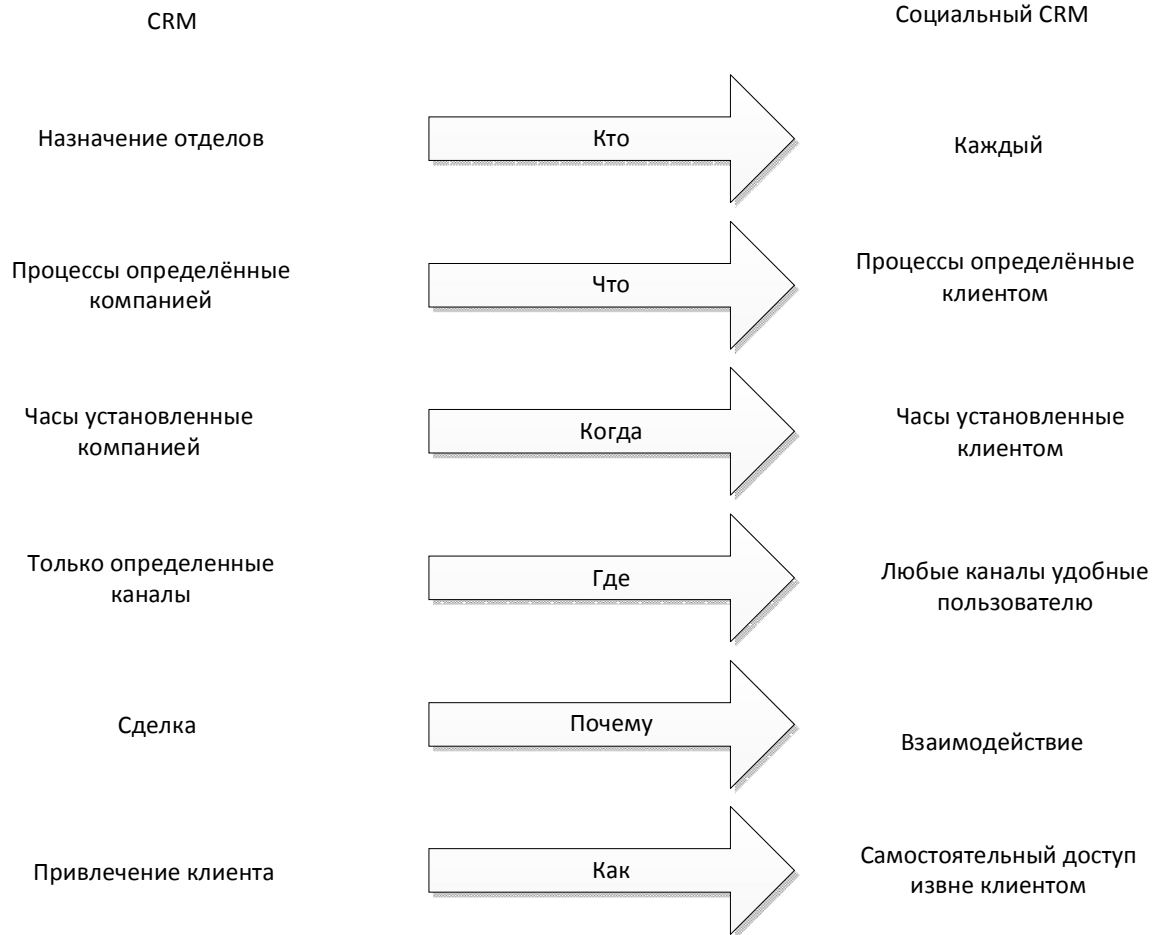 CRM
Социальный CRM
Назначение отделов
Кто
Каждый
Процессы определённые
компанией
Что
Процессы определённые
клиентом
Часы установленные
компанией
Когда
Часы установленные
клиентом
Только определенные
каналы
Где
Любые каналы удобные
пользователю
Сделка
Почему
Взаимодействие
Привлечение клиента
Как
Самостоятельный доступ
извне клиентом